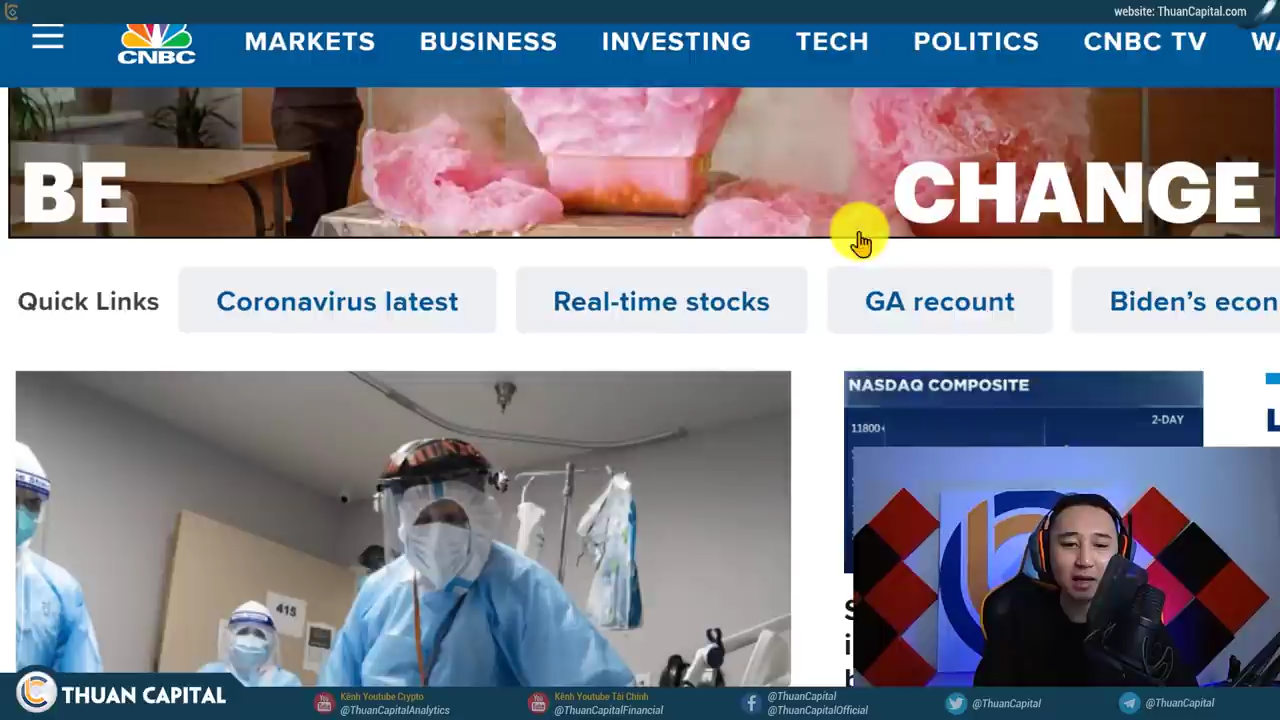 website: ThuanCapital.com
CNBC
MARKETS
BUSINESS
INVESTING
TECH
POLITICS
CNBC TV
WA
BE
CHANGE
Quick Links
Coronavirus latest
Real-time stocks
GA recount
Biden’s econ
NASDAQ COMPOSITE
2-DAY
11800
415
THUAN CAPITAL
Kênh Youtube Crypto
@ThuanCapitalAnalytics
Kênh Youtube Tài Chính
@ThuanCapitalFinancial
@ThuanCapital
@ThuanCapitalOfficial
@ThuanCapital
@ThuanCapital